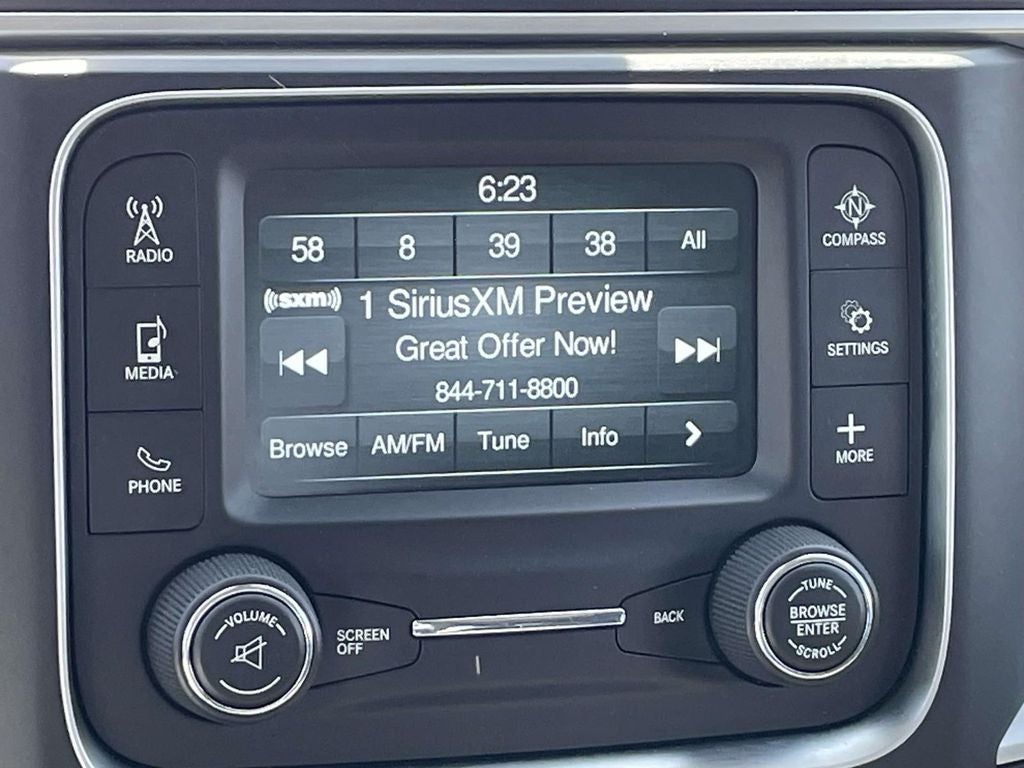 6:23
58 8 39 38 All
((sxm)) 1 SiriusXM Preview
Great Offer Now!
844-711-8800
Browse AM/FM Tune Info
RADIO
MEDIA
PHONE
N
COMPASS
SETTINGS
MORE
VOLUME
SCREEN
OFF
BACK
TUNE
BROWSE
ENTER
SCROLL